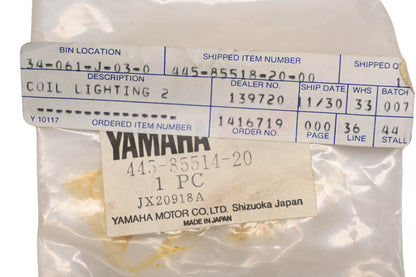 BIN LOCATION SHIPPED ITEM NUMBER SHIPPED Q
34-061-J-03-0 445-85518-20-00 1
DEALER NO. SHIP DATE WHS BATCH
COIL LIGHTING 2 139720 11/30 33 007
Y 10117 ORDERED ITEM NUMBER 1416719 000 36 44
ORDER NO. PAGE LINE STALL
YAMAHA
445-85514-20
1 PC
JX20918A
YAMAHA MOTOR CO.,LTD. Shizuoka Japan
MADE IN JAPAN